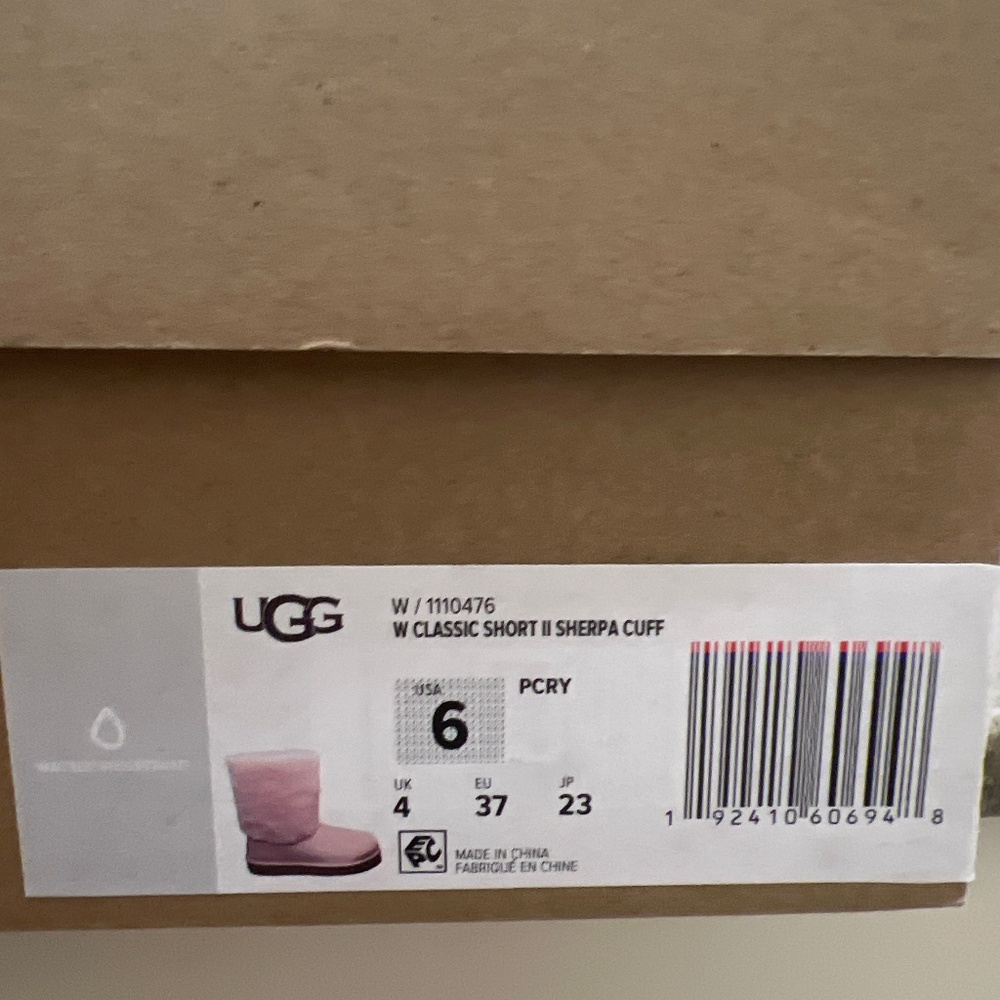 UGG
W / 1110476
W CLASSIC SHORT II SHERPA CUFF
USA
6
PCRY
UK
4
EU
37
JP
23
MADE IN CHINA
FABRIQUÉ EN CHINE
1 92410 60694 8